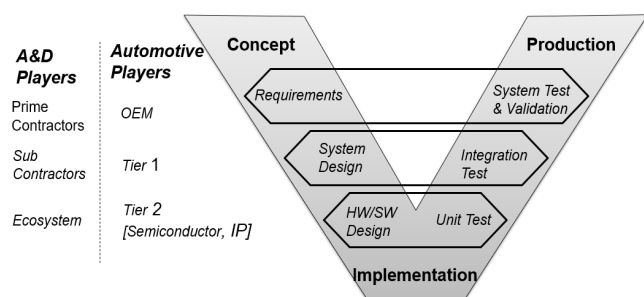 Concept
Production
A&D
Players
Automotive
Players
Prime
Contractors
OEM
Requirements
System Test
& Validation
Sub
Contractors
Tier 1
System
Design
Integration
Test
Ecosystem
Tier 2
[Semiconductor, IP]
HW/SW
Design
Unit Test
Implementation